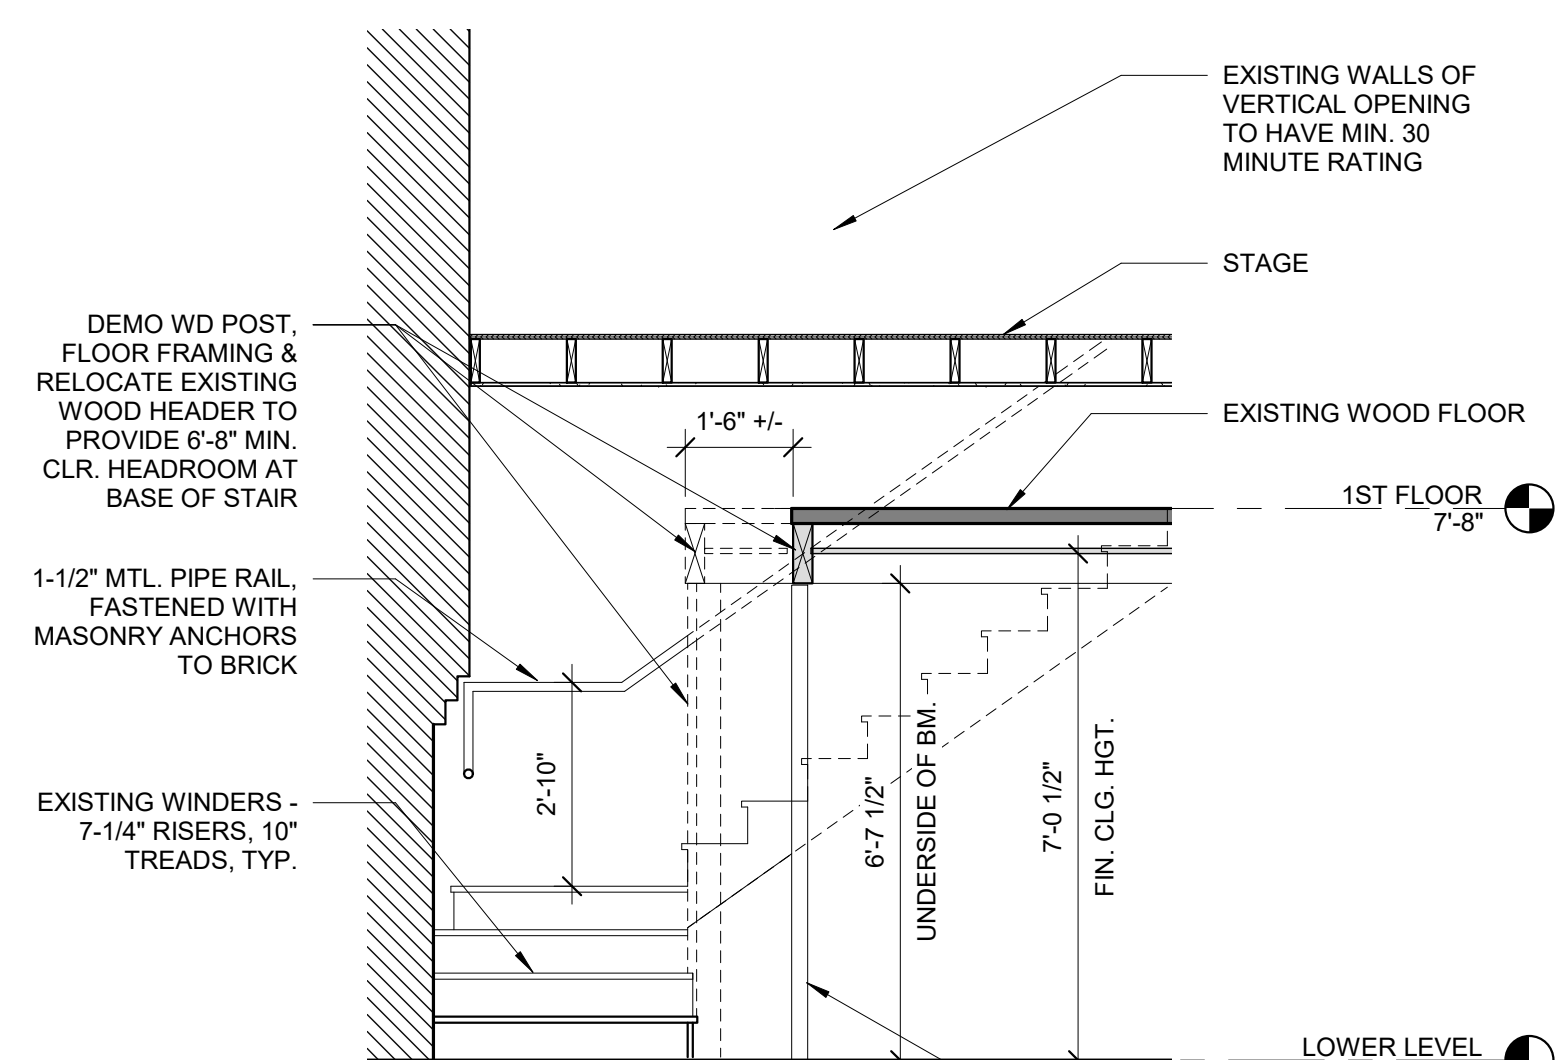 EXISTING WALLS OF
VERTICAL OPENING
TO HAVE MIN. 30
MINUTE RATING
STAGE
DEMO WD POST,
FLOOR FRAMING &
RELOCATE EXISTING
WOOD HEADER TO
PROVIDE 6'-8" MIN.
CLR. HEADROOM AT
BASE OF STAIR
1'-6" +/-
EXISTING WOOD FLOOR
1ST FLOOR
7'-8"
1-1/2" MTL. PIPE RAIL,
FASTENED WITH
MASONRY ANCHORS
TO BRICK
EXISTING WINDERS -
7-1/4" RISERS, 10"
TREADS, TYP.
2'-10"
6'-7 1/2"
UNDERSIDE OF BM.
7'-0 1/2"
FIN. CLG. HGT.
LOWER LEVEL